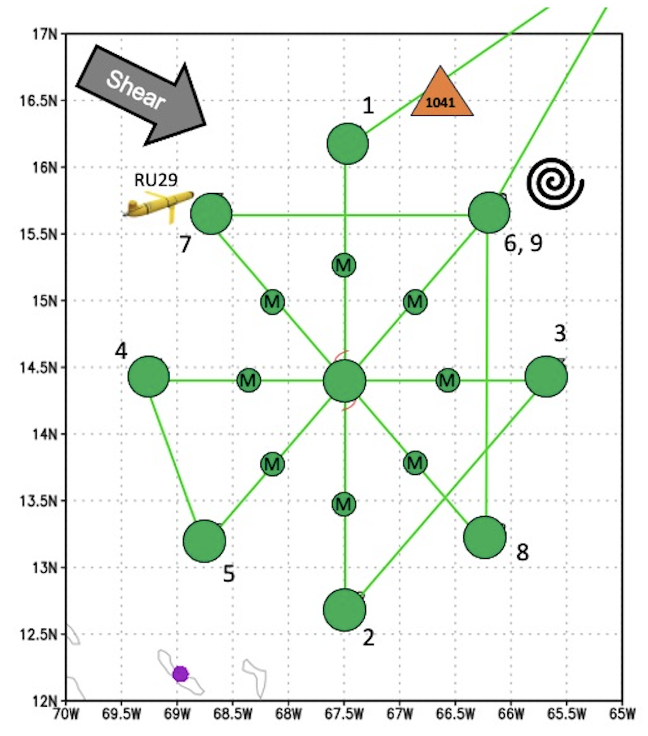 17N
Shear
1041
16.5N
1
16N
RU29
15.5N
7
6, 9
M
15N
M
M
4
3
14.5N
M
M
14N
M
M
13.5N
M
8
13N
5
12.5N
2
12N
70W 69.5W 69W 68.5W 68W 67.5W 67W 66.5W 66W 65.5W 65W